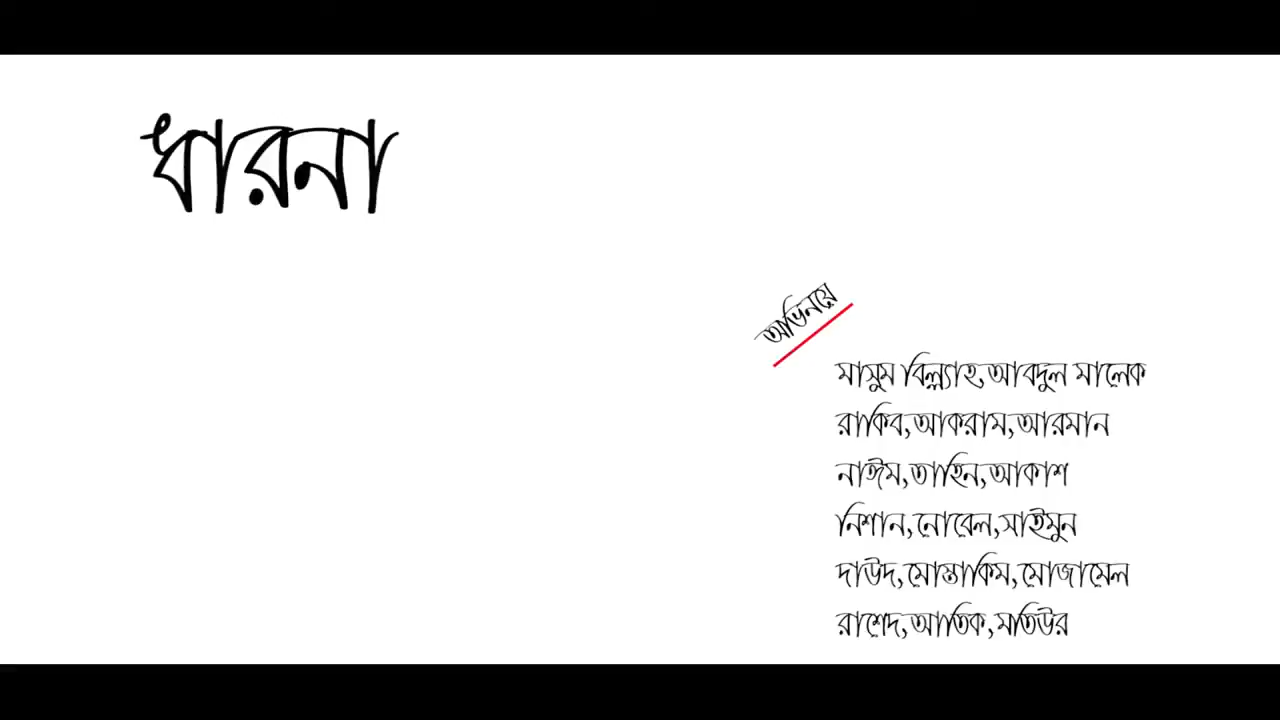 ধারনা
অভিনয়ে
মাসুম বিল্ল্যাহ,আবদুল মালেক
রাকিব,আকরাম,আরমান
নাঈম,তাহিন,আকাশ
নিশান,নোবেল,সাইমুন
দাউদ,মোস্তাকিম,মোজামেল
রাশেদ,আতিক,মতিউর